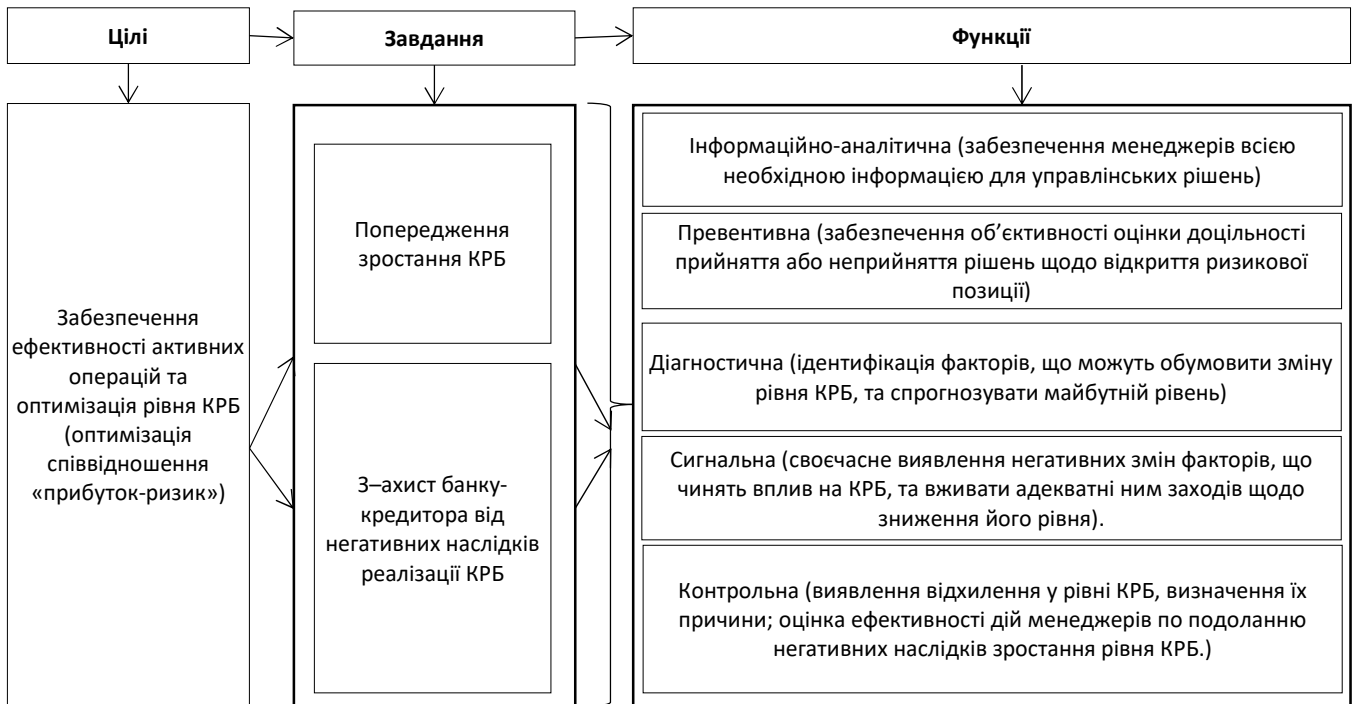 Цілі
Завдання
Функції
Забезпечення
ефективності активних
операцій та
оптимізація рівня КРБ
(оптимізація
співвідношення
«прибуток-ризик»)
Попередження
зростання КРБ
З–ахист банку-
кредитора від
негативних наслідків
реалізації КРБ
Інформаційно-аналітична (забезпечення менеджерів всією
необхідною інформацією для управлінських рішень)
Превентивна (забезпечення об’єктивності оцінки доцільності
прийняття або неприйняття рішень щодо відкриття ризикової
позиції)
Діагностична (ідентифікація факторів, що можуть обумовити зміну
рівня КРБ, та спрогнозувати майбутній рівень)
Сигнальна (своєчасне виявлення негативних змін факторів, що
чинять вплив на КРБ, та вживати адекватні ним заходів щодо
зниження його рівня).
Контрольна (виявлення відхилення у рівні КРБ, визначення їх
причини; оцінка ефективності дій менеджерів по подоланню
негативних наслідків зростання рівня КРБ.)